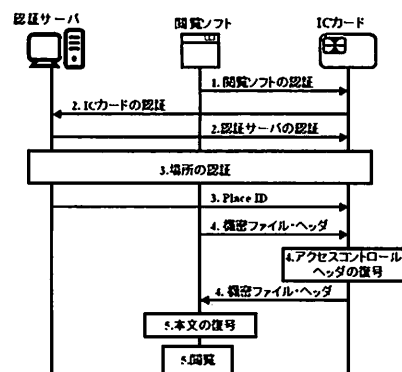 認証サーバ
閲覧ソフト
ICカード
1. 閲覧ソフトの認証
2. ICカードの認証
2.認証サーバの認証
3.場所の認証
3. Place ID
4. 機密ファイル・ヘッダ
4.アクセスコントロール
ヘッダの復号
4. 機密ファイル・ヘッダ
5.本文の復号
5.閲覧